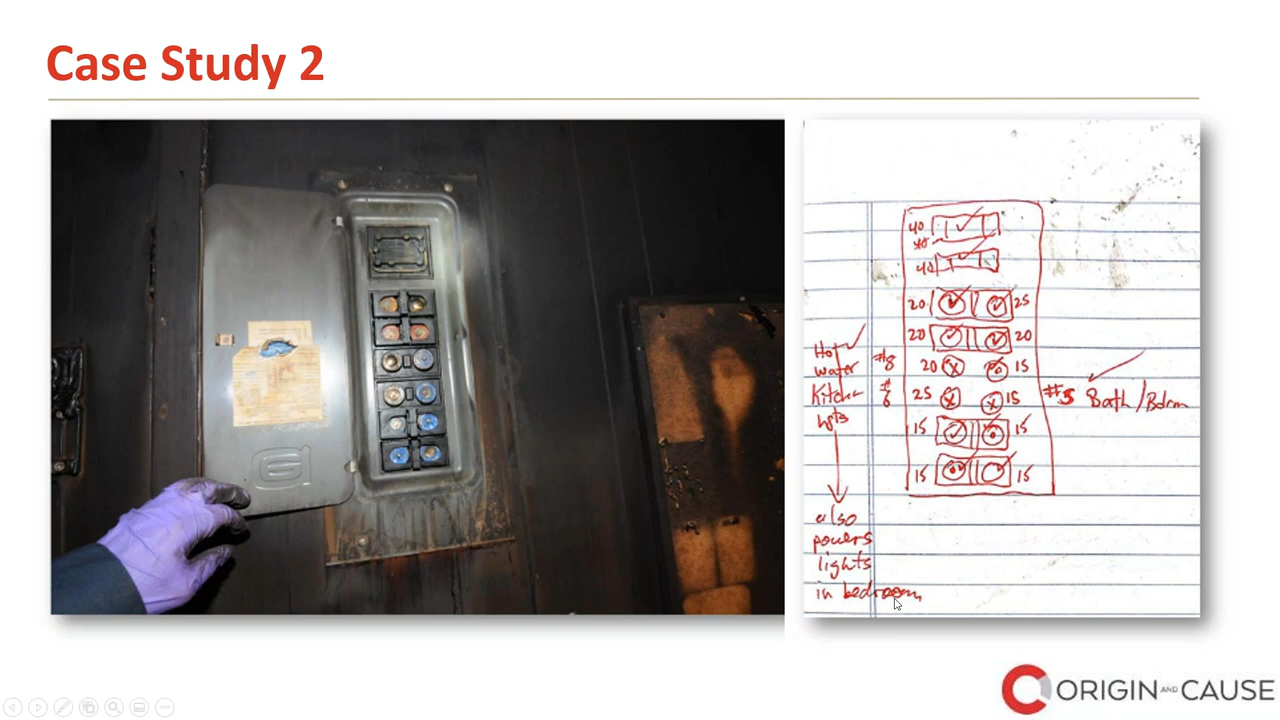 Case Study 2
40
40
40
20 25
20 20
Hot
water #8 20 15
Kitchen #6 25 15 #5 Bath/Bdrm
lights
15 15
15 15
also
powers
lights
in bedroom
ORIGIN AND CAUSE